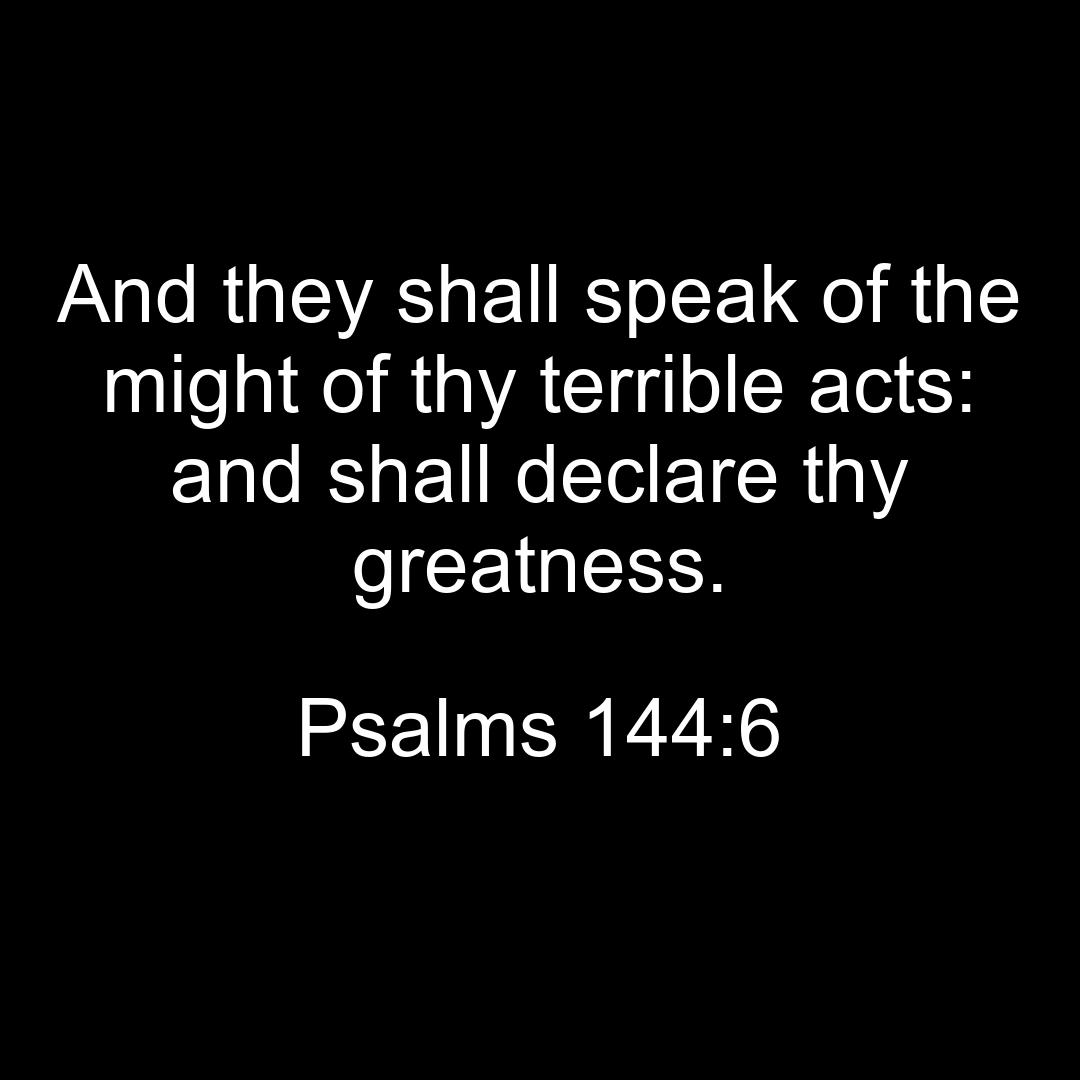 And they shall speak of the
might of thy terrible acts:
and shall declare thy
greatness.
Psalms 144:6